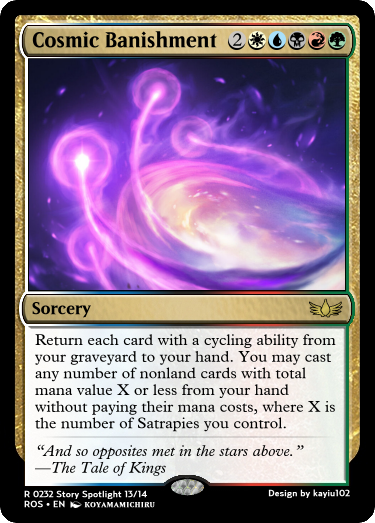 Cosmic Banishment 2
Sorcery
Return each card with a cycling ability from
your graveyard to your hand. You may cast
any number of nonland cards with total
mana value X or less from your hand
without paying their mana costs, where X is
the number of Satrapies you control.
“And so opposites met in the stars above.”
—The Tale of Kings
R 0232 Story Spotlight 13/14
Design by kayiu102
ROS • EN KOYAMAMICHIRU